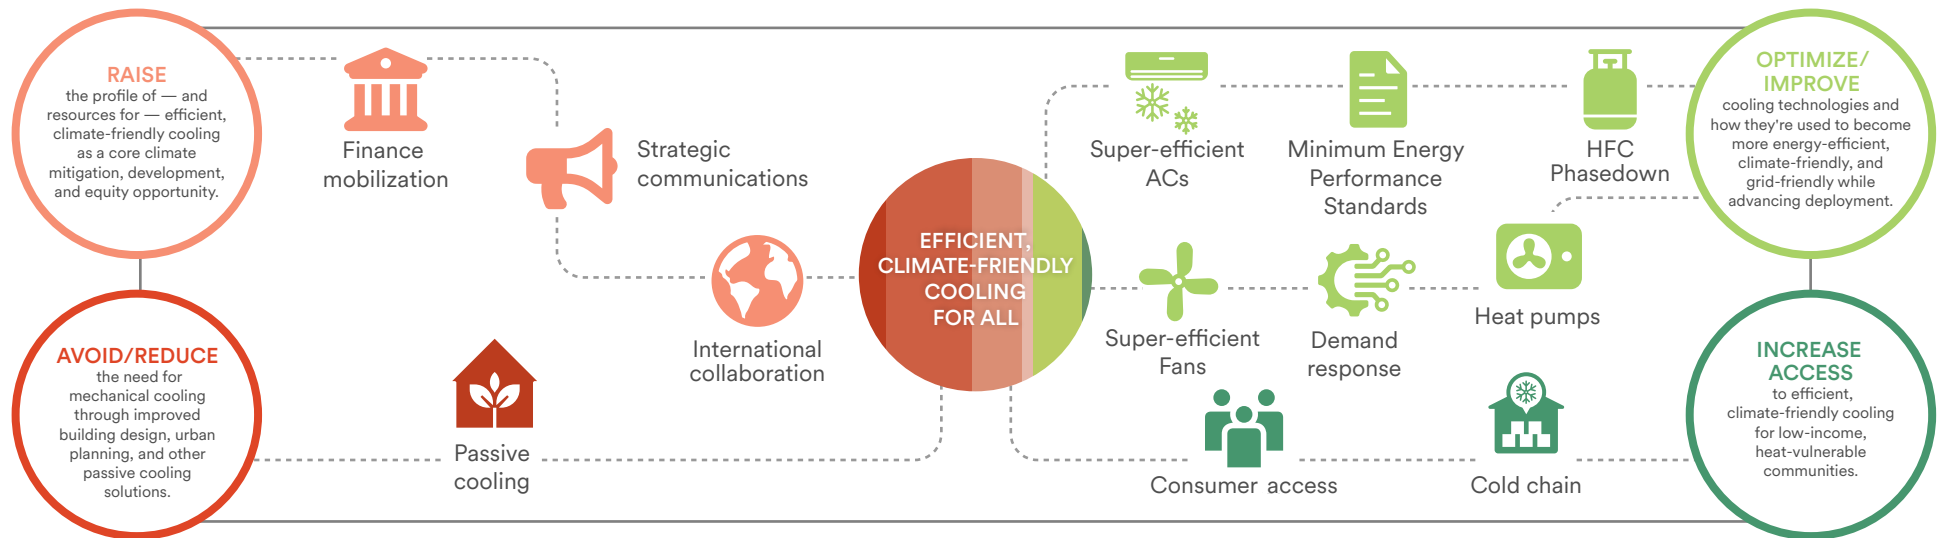 RAISE
the profile of — and
resources for — efficient,
climate-friendly cooling
as a core climate
mitigation, development,
and equity opportunity.
Finance
mobilization
Strategic
communications
International
collaboration
AVOID/REDUCE
the need for
mechanical cooling
through improved
building design, urban
planning, and other
passive cooling
solutions.
Passive
cooling
EFFICIENT,
CLIMATE-FRIENDLY
COOLING
FOR ALL
Super-efficient
ACs
Minimum Energy
Performance
Standards
HFC
Phasedown
OPTIMIZE/
IMPROVE
cooling technologies and
how they're used to become
more energy-efficient,
climate-friendly, and
grid-friendly while
advancing deployment.
Super-efficient
Fans
Demand
response
Heat pumps
Consumer access
Cold chain
INCREASE
ACCESS
to efficient,
climate-friendly cooling
for low-income,
heat-vulnerable
communities.